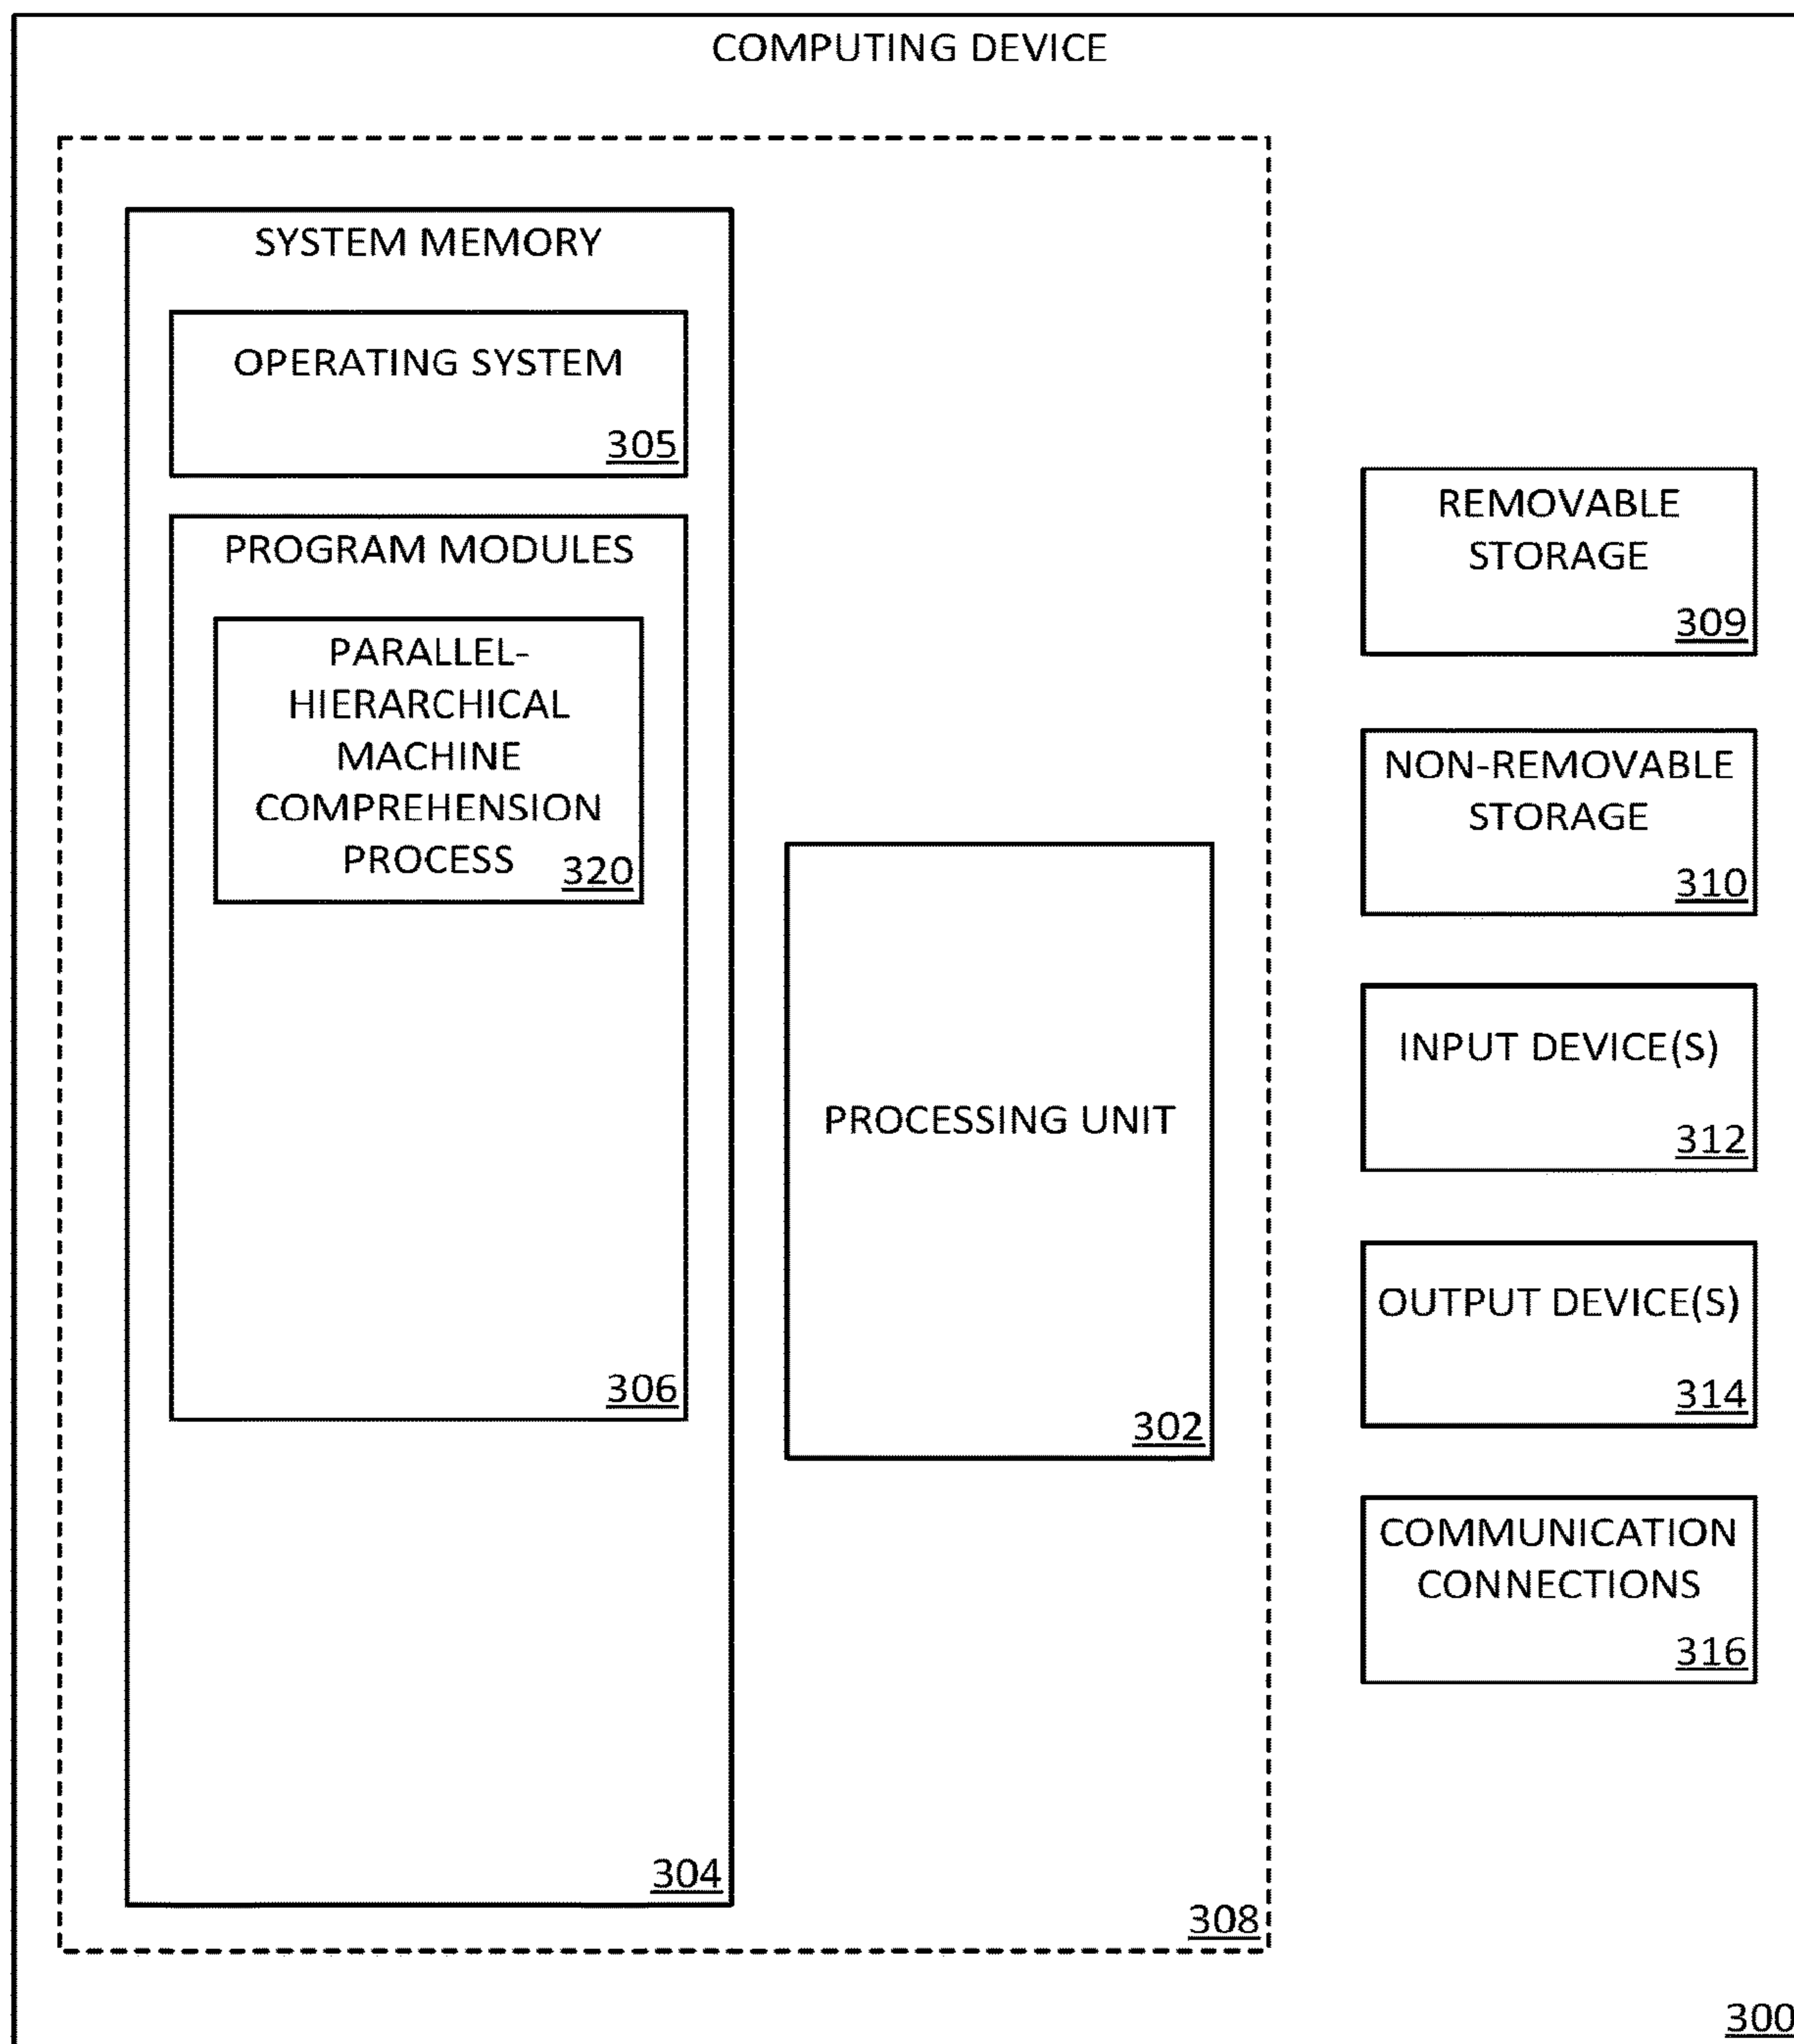 COMPUTING DEVICE
SYSTEM MEMORY
OPERATING SYSTEM
305
PROGRAM MODULES
PARALLEL-
HIERARCHICAL
MACHINE
COMPREHENSION
PROCESS
320
306
304
PROCESSING UNIT
302
308
REMOVABLE
STORAGE
309
NON-REMOVABLE
STORAGE
310
INPUT DEVICE(S)
312
OUTPUT DEVICE(S)
314
COMMUNICATION
CONNECTIONS
316
300